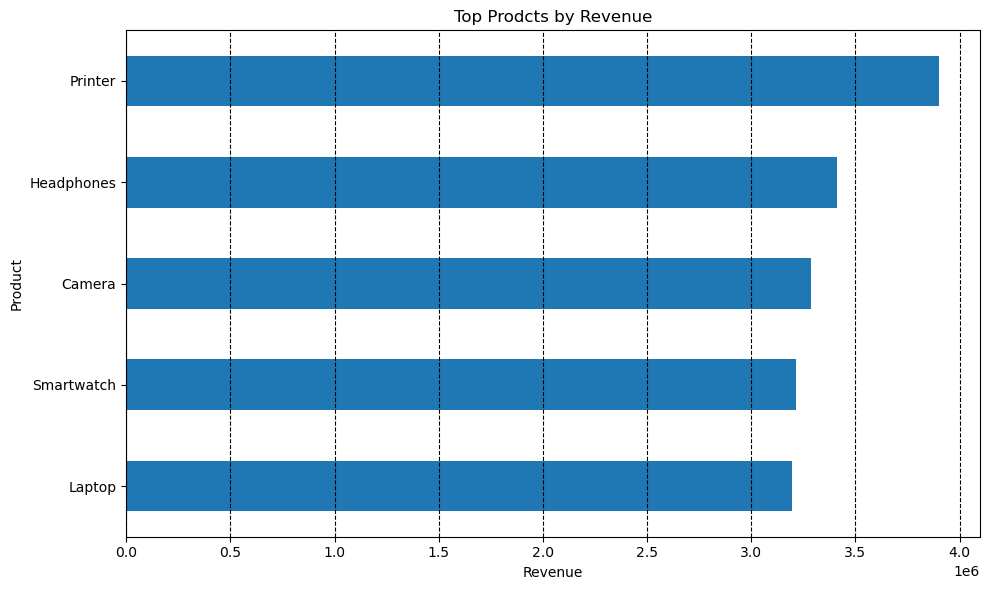 Top Prodcts by Revenue
Product
Printer
Headphones
Camera
Smartwatch
Laptop
0.0 0.5 1.0 1.5 2.0 2.5 3.0 3.5 4.0
1e6
Revenue